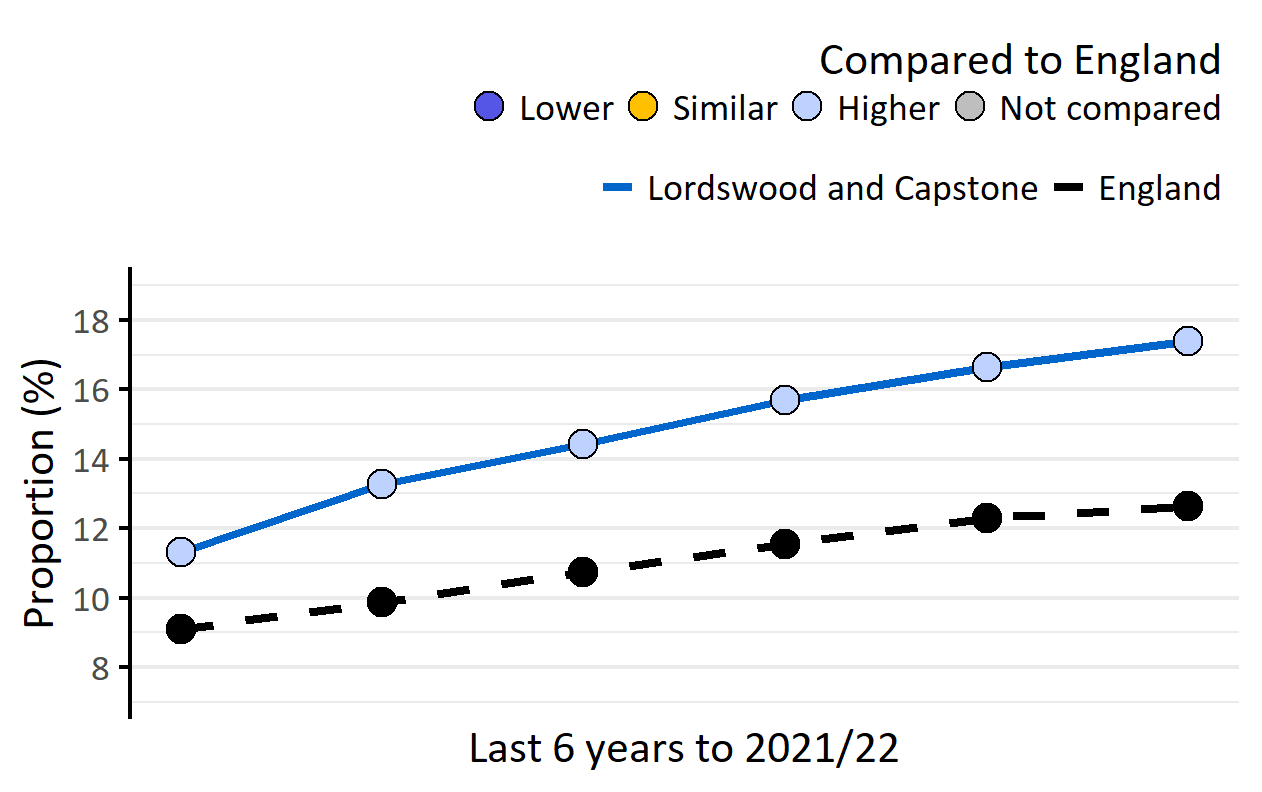 Compared to England
Lower Similar Higher Not compared
Lordswood and Capstone England
Proportion (%)
18
16
14
12
10
8
Last 6 years to 2021/22